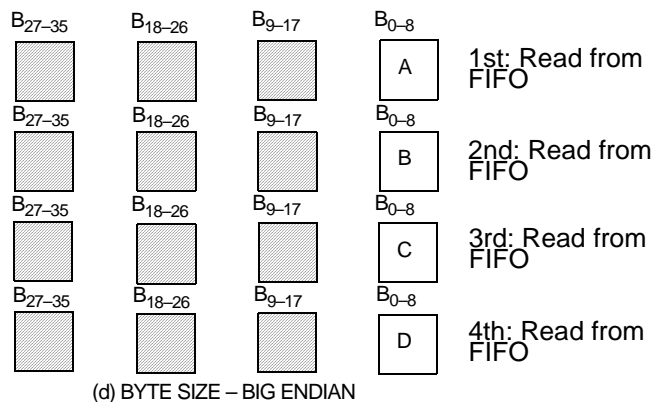 B27–35 B18–26 B9–17 B0–8
A 1st: Read from
FIFO
B27–35 B18–26 B9–17 B0–8
B 2nd: Read from
FIFO
B27–35 B18–26 B9–17 B0–8
C 3rd: Read from
FIFO
B27–35 B18–26 B9–17 B0–8
D 4th: Read from
FIFO
(d) BYTE SIZE – BIG ENDIAN